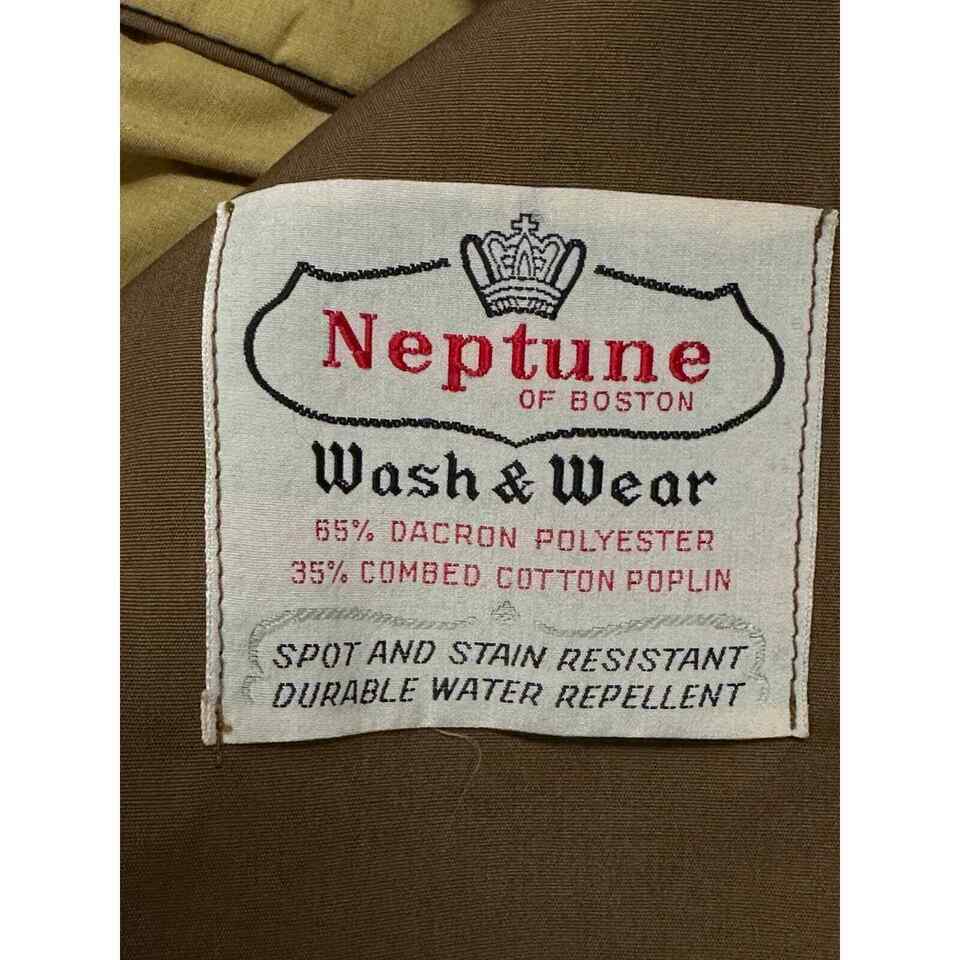 Neptune
OF BOSTON
Wash & Wear
65% DACRON POLYESTER
35% COMBED COTTON POPLIN
SPOT AND STAIN RESISTANT
DURABLE WATER REPELLENT